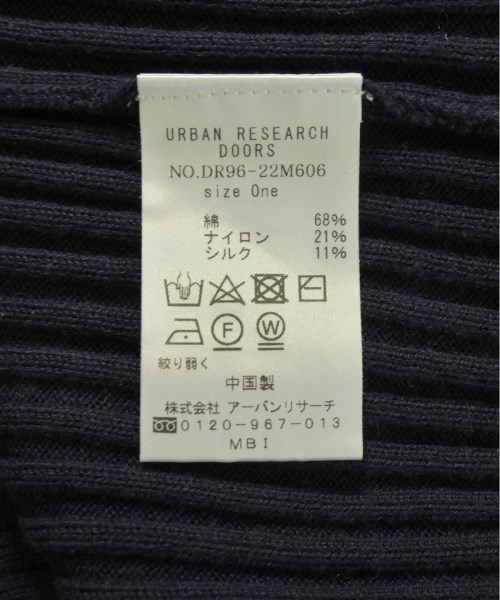 URBAN RESEARCH
DOORS
NO.DR96-22M606
size One
綿 68%
ナイロン 21%
シルク 11%
F W
絞り弱く
中国製
株式会社 アーバンリサーチ
0120-967-013
MBI